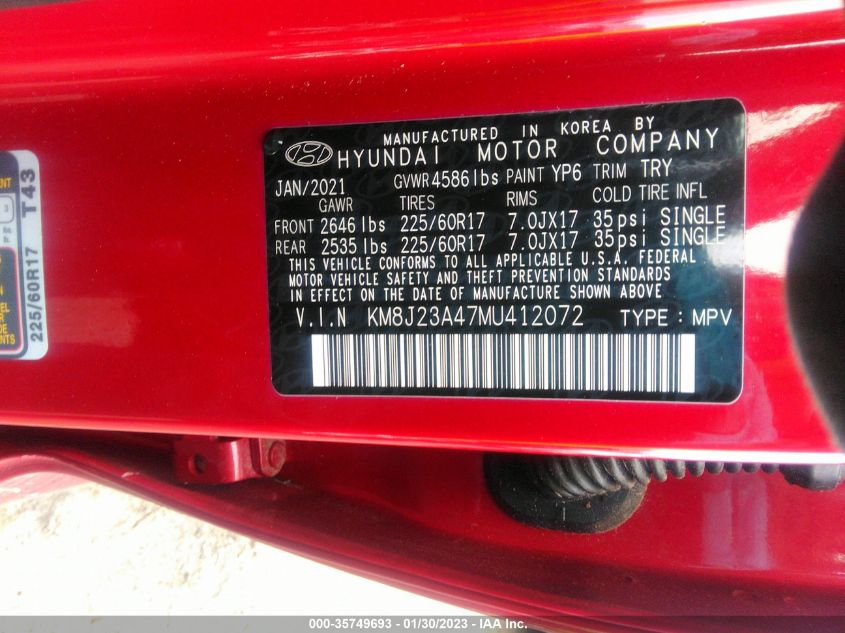 MANUFACTURED IN KOREA BY
HYUNDAI MOTOR COMPANY
JAN/2021 GVWR 4586 lbs PAINT YP6 TRIM TRY
GAWR TIRES RIMS COLD TIRE INFL
FRONT 2646 lbs 225/60R17 7.0JX17 35psi SINGLE
REAR 2535 lbs 225/60R17 7.0JX17 35psi SINGLE
THIS VEHICLE CONFORMS TO ALL APPLICABLE U.S.A. FEDERAL
MOTOR VEHICLE SAFETY AND THEFT PREVENTION STANDARDS
IN EFFECT ON THE DATE OF MANUFACTURE SHOWN ABOVE
V.I.N KM8J23A47MU412072 TYPE : MPV
225/60R17 T43
000-35749693 - 01/30/2023 - IAA Inc.